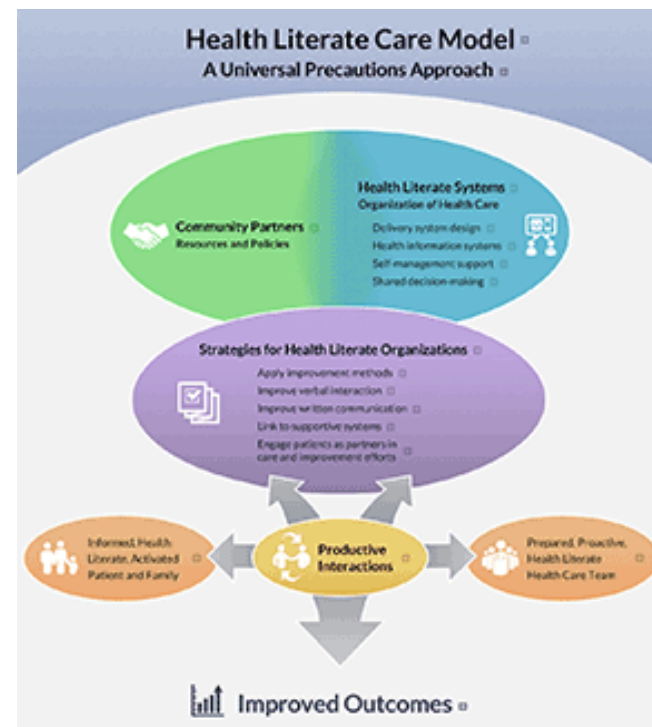 Health Literate Care Model
A Universal Precautions Approach
Community Partners
Resources and Policies
Health Literate Systems
Organization of Health Care
Delivery system design
Health information systems
Self-management support
Shared decision-making
Strategies for Health Literate Organizations
Apply improvement methods
Improve verbal interaction
Improve written communication
Link to supportive systems
Engage patients as partners in
care and improvement efforts
Informed, Health
Literate, Activated
Patient and Family
Productive
Interactions
Prepared, Proactive,
Health Literate
Health Care Team
Improved Outcomes